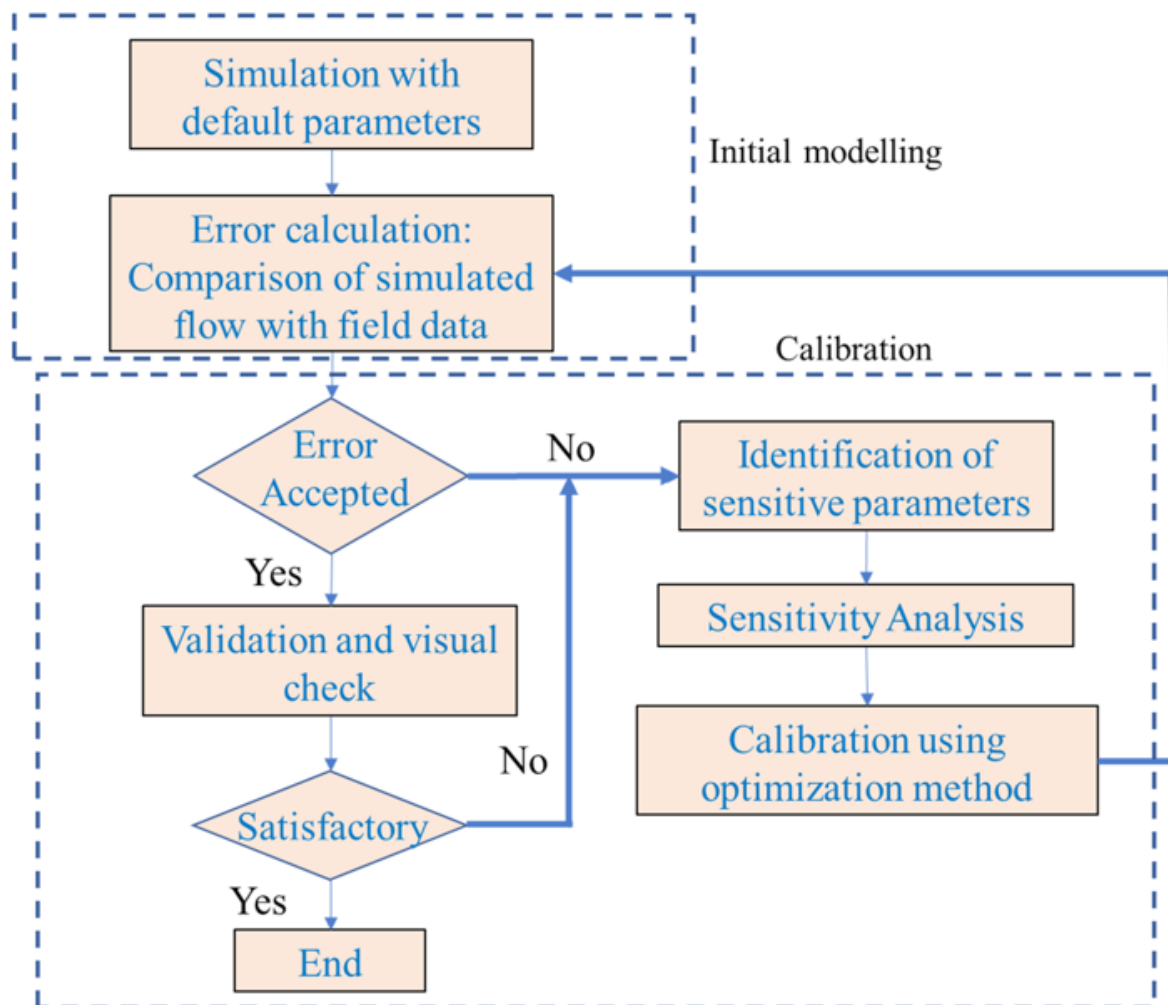 Simulation with
default parameters
Initial modelling
Error calculation:
Comparison of simulated
flow with field data
Calibration
Error
Accepted
No
Identification of
sensitive parameters
Yes
Sensitivity Analysis
Validation and visual
check
Calibration using
optimization method
No
Satisfactory
Yes
End